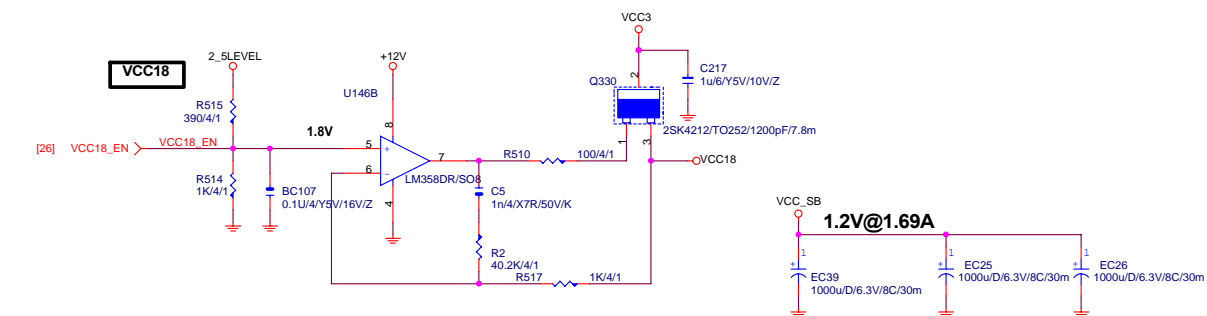 VCC3
VCC18
2_5LEVEL
+12V
C217
1u/6/Y5V/10V/Z
Q330
2
U146B
R515
390/4/1
8
2SK4212/TO252/1200pF/7.8m
1
3
[26]
VCC18_EN
VCC18_EN
1.8V
5
+
7
R510
100/4/1
VCC18
6
-
LM358DR/SO8
R514
1K/4/1
BC107
0.1U/4/Y5V/16V/Z
4
C5
1n/4/X7R/50V/K
VCC_SB
1.2V@1.69A
R2
40.2K/4/1
R517
1K/4/1
1
+
EC39
1000u/D/6.3V/8C/30m
1
+
EC25
1000u/D/6.3V/8C/30m
1
+
EC26
1000u/D/6.3V/8C/30m